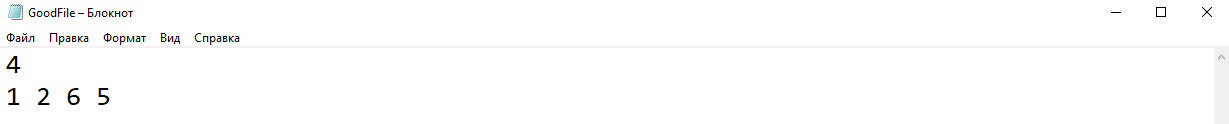 GoodFile – Блокнот
Файл Правка Формат Вид Справка
4
1 2 6 5